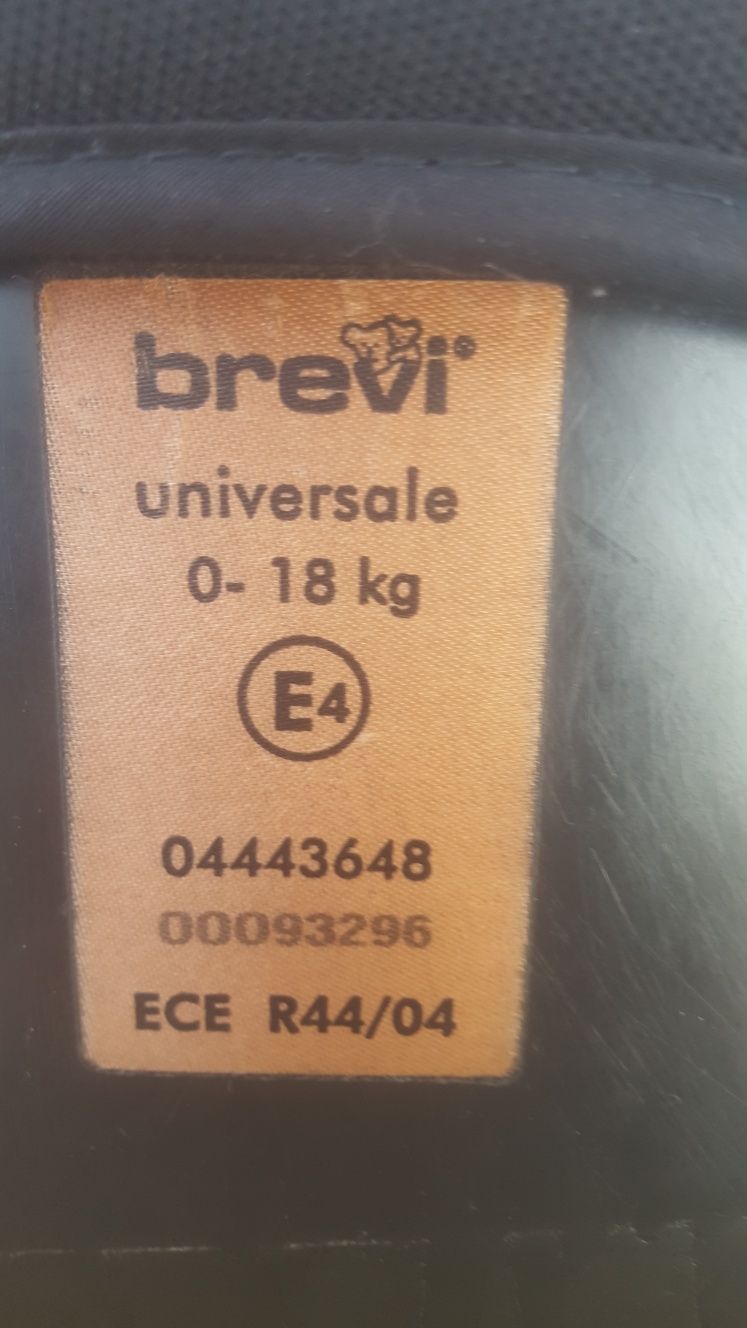 brevi®
universale
0- 18 kg
E4
04443648
00093296
ECE R44/04